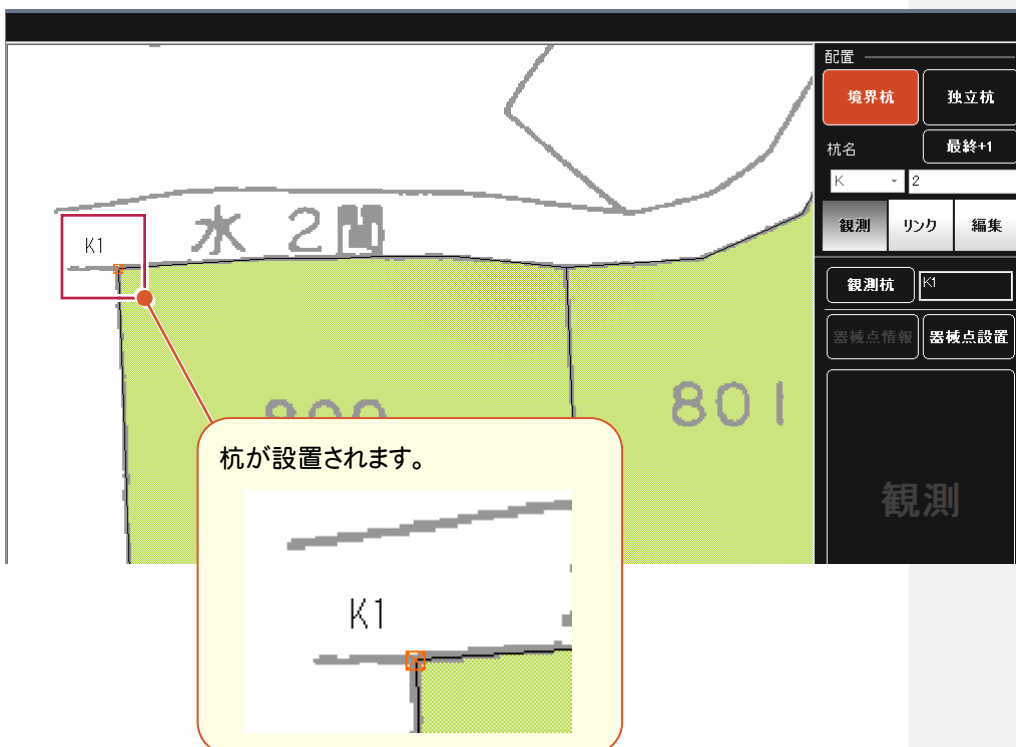 配置
境界杭
独立杭
杭名
最終+1
K
2
観測
リンク
編集
観測杭
K1
器械点情報
器械点設置
観測
K1
水 2凹
800
801
杭が設置されます。
K1